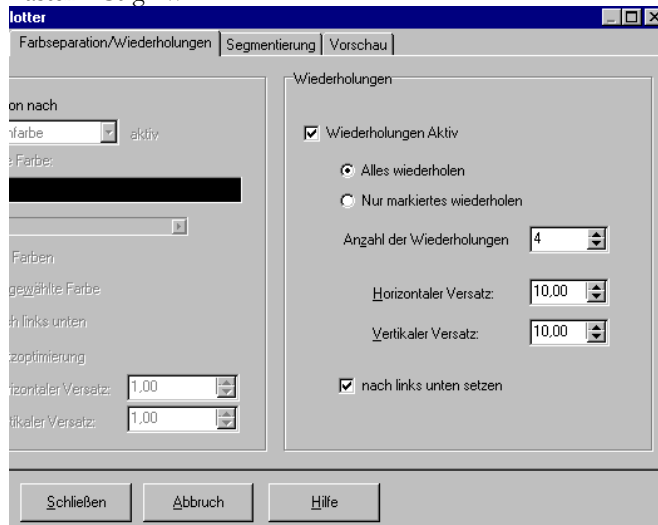 lotter
Farbseparation/Wiederholungen
Segmentierung
Vorschau
on nach
nfarbe
aktiv
e Farbe:
Farben
gewählte Farbe
ch links unten
zoptimierung
rizontaler Versatz:
1,00
tikaler Versatz:
1,00
Wiederholungen
Wiederholungen Aktiv
Alles wiederholen
Nur markiertes wiederholen
Anzahl der Wiederholungen
4
Horizontaler Versatz:
10,00
Vertikaler Versatz:
10,00
nach links unten setzen
Schließen
Abbruch
Hilfe